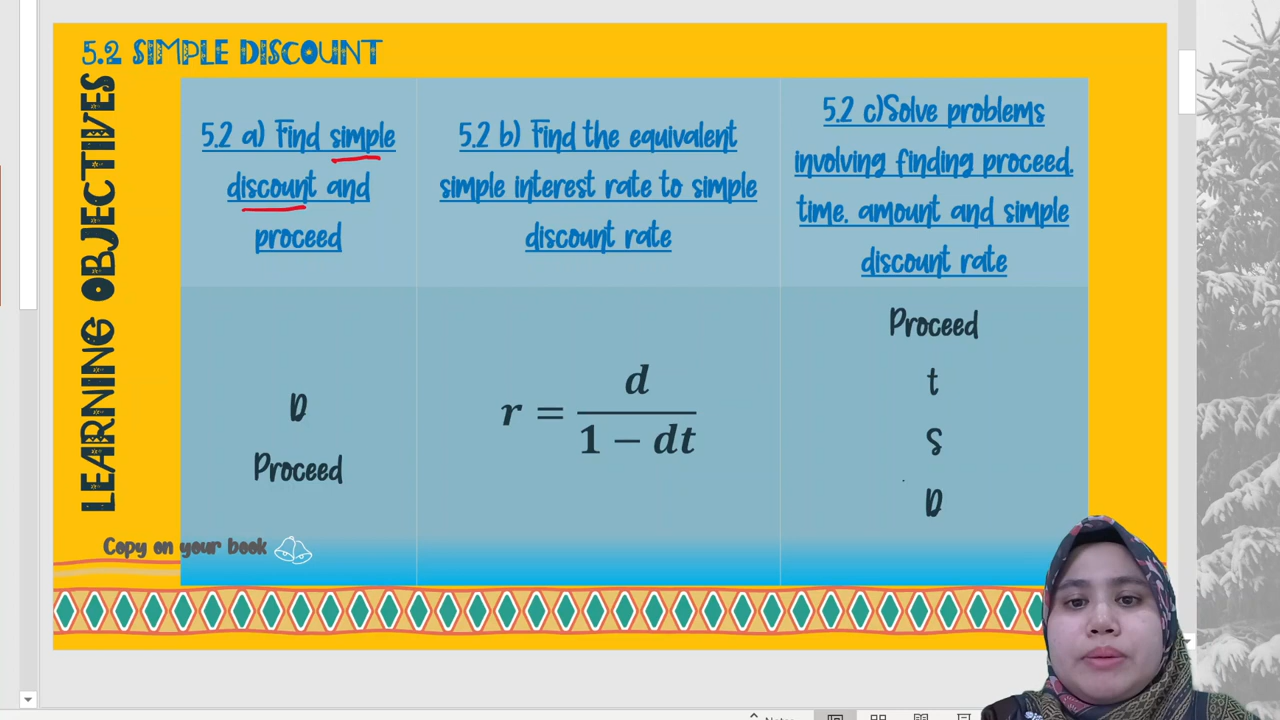 5.2 SIMPLE DISCOUNT
LEARNING OBJECTIVES
5.2 a) Find simple
discount and
proceed
5.2 b) Find the equivalent
simple interest rate to simple
discount rate
5.2 c)Solve problems
involving finding proceed.
time. amount and simple
discount rate
D
Proceed
r = d / 1 − dt
Proceed
t
S
D
Copy on your book